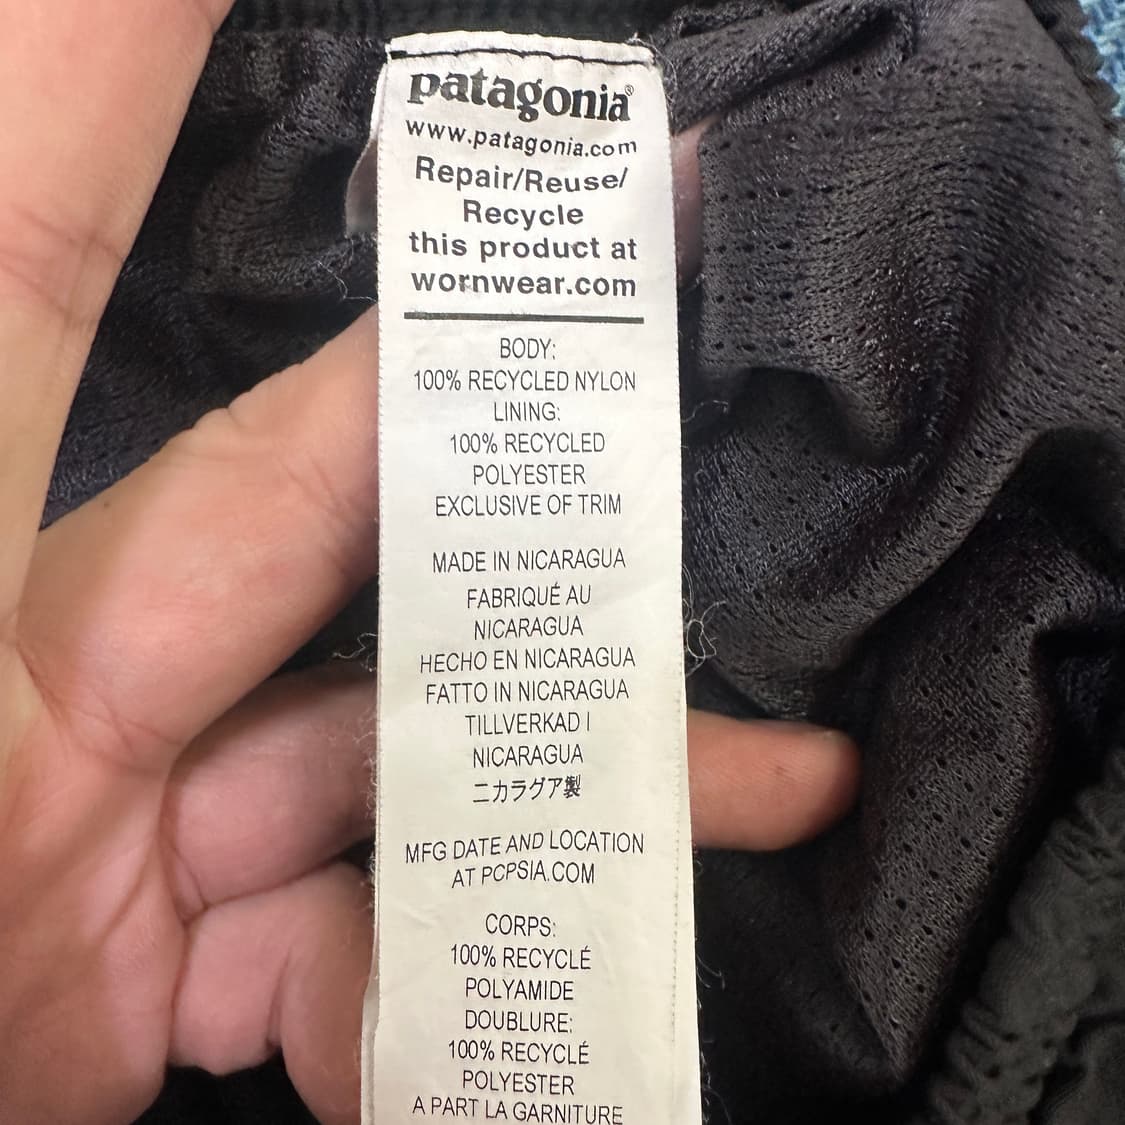 patagonia®
www.patagonia.com
Repair/Reuse/
Recycle
this product at
wornwear.com
BODY:
100% RECYCLED NYLON
LINING:
100% RECYCLED
POLYESTER
EXCLUSIVE OF TRIM
MADE IN NICARAGUA
FABRIQUÉ AU
NICARAGUA
HECHO EN NICARAGUA
FATTO IN NICARAGUA
TILLVERKAD I
NICARAGUA
ニカラグア製
MFG DATE AND LOCATION
AT PCPSIA.COM
CORPS:
100% RECYCLÉ
POLYAMIDE
DOUBLURE:
100% RECYCLÉ
POLYESTER
A PART LA GARNITURE